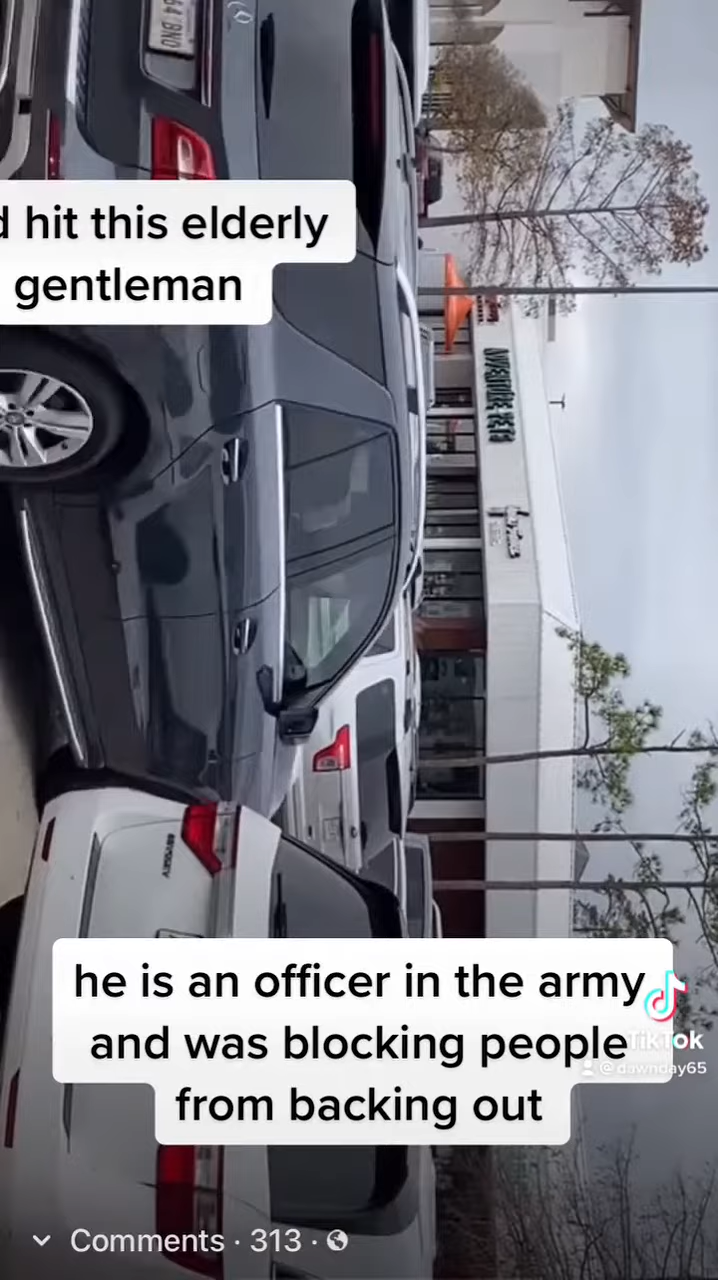 d hit this elderly
gentleman
he is an officer in the army
and was blocking people
from backing out
TikTok
@dawnday65
Comments · 313 ·